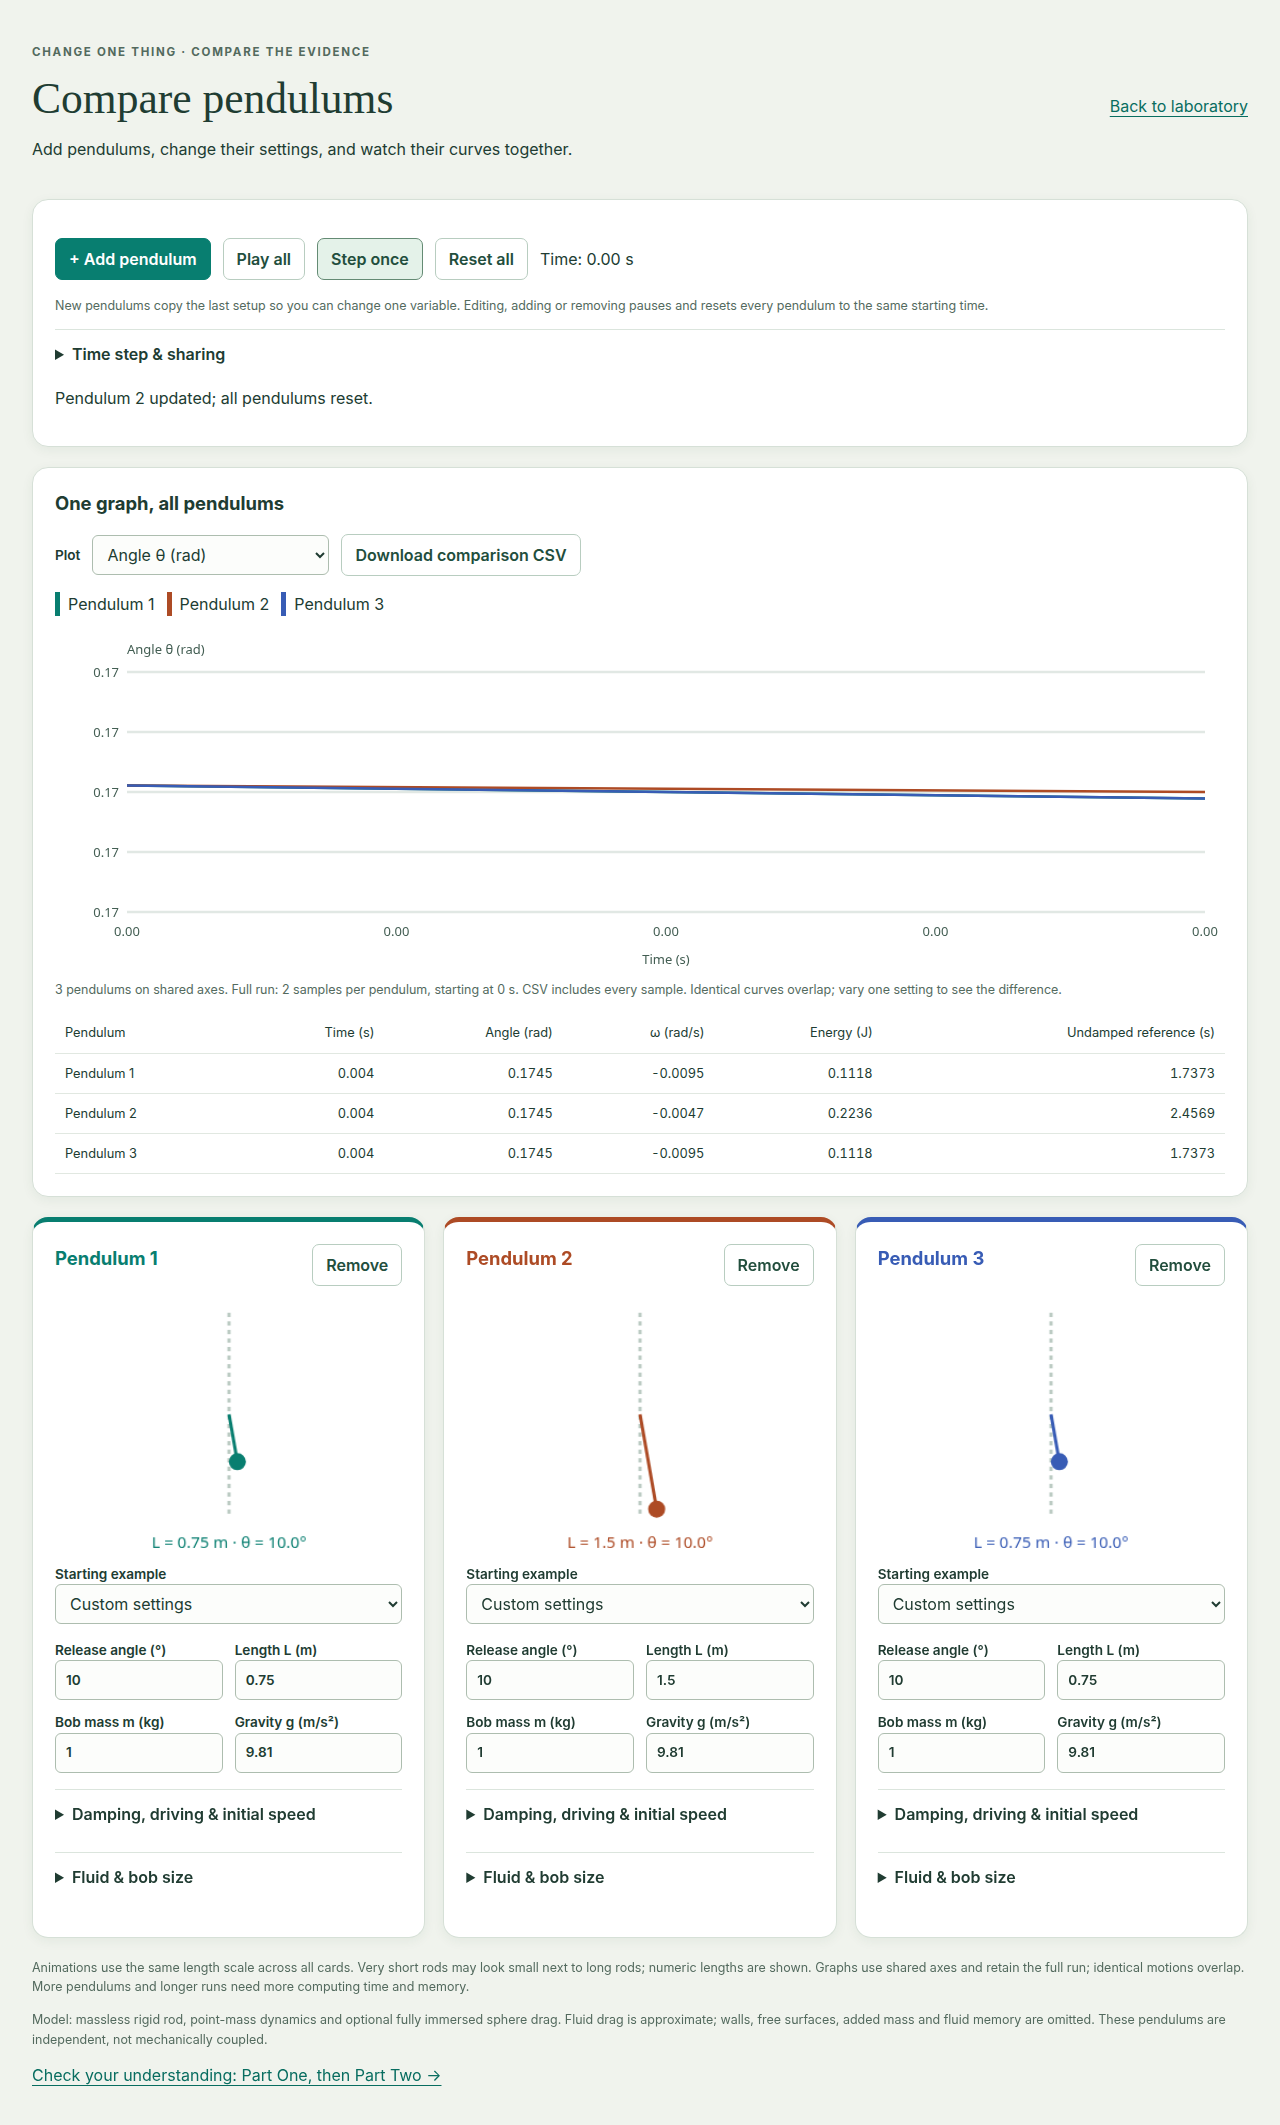 CHANGE ONE THING · COMPARE THE EVIDENCE
Compare pendulums
Back to laboratory
Add pendulums, change their settings, and watch their curves together.
+ Add pendulum
Play all
Step once
Reset all
Time: 0.00 s
New pendulums copy the last setup so you can change one variable. Editing, adding or removing pauses and resets every pendulum to the same starting time.
Time step & sharing
Pendulum 2 updated; all pendulums reset.
One graph, all pendulums
Plot
Angle θ (rad)
Download comparison CSV
Pendulum 1
Pendulum 2
Pendulum 3
Angle θ (rad)
0.17
0.17
0.17
0.17
0.17
0.00
0.00
0.00
0.00
0.00
Time (s)
3 pendulums on shared axes. Full run: 2 samples per pendulum, starting at 0 s. CSV includes every sample. Identical curves overlap; vary one setting to see the difference.
Pendulum Time (s) Angle (rad) ω (rad/s) Energy (J) Undamped reference (s)
Pendulum 1 0.004 0.1745 -0.0095 0.1118 1.7373
Pendulum 2 0.004 0.1745 -0.0047 0.2236 2.4569
Pendulum 3 0.004 0.1745 -0.0095 0.1118 1.7373
Pendulum 1
Remove
L = 0.75 m · θ = 10.0°
Starting example
Custom settings
Release angle (°) Length L (m)
10 0.75
Bob mass m (kg) Gravity g (m/s²)
1 9.81
Damping, driving & initial speed
Fluid & bob size
Pendulum 2
Remove
L = 1.5 m · θ = 10.0°
Starting example
Custom settings
Release angle (°) Length L (m)
10 1.5
Bob mass m (kg) Gravity g (m/s²)
1 9.81
Damping, driving & initial speed
Fluid & bob size
Pendulum 3
Remove
L = 0.75 m · θ = 10.0°
Starting example
Custom settings
Release angle (°) Length L (m)
10 0.75
Bob mass m (kg) Gravity g (m/s²)
1 9.81
Damping, driving & initial speed
Fluid & bob size
Animations use the same length scale across all cards. Very short rods may look small next to long rods; numeric lengths are shown. Graphs use shared axes and retain the full run; identical motions overlap.
More pendulums and longer runs need more computing time and memory.
Model: massless rigid rod, point-mass dynamics and optional fully immersed sphere drag. Fluid drag is approximate; walls, free surfaces, added mass and fluid memory are omitted. These pendulums are
independent, not mechanically coupled.
Check your understanding: Part One, then Part Two →